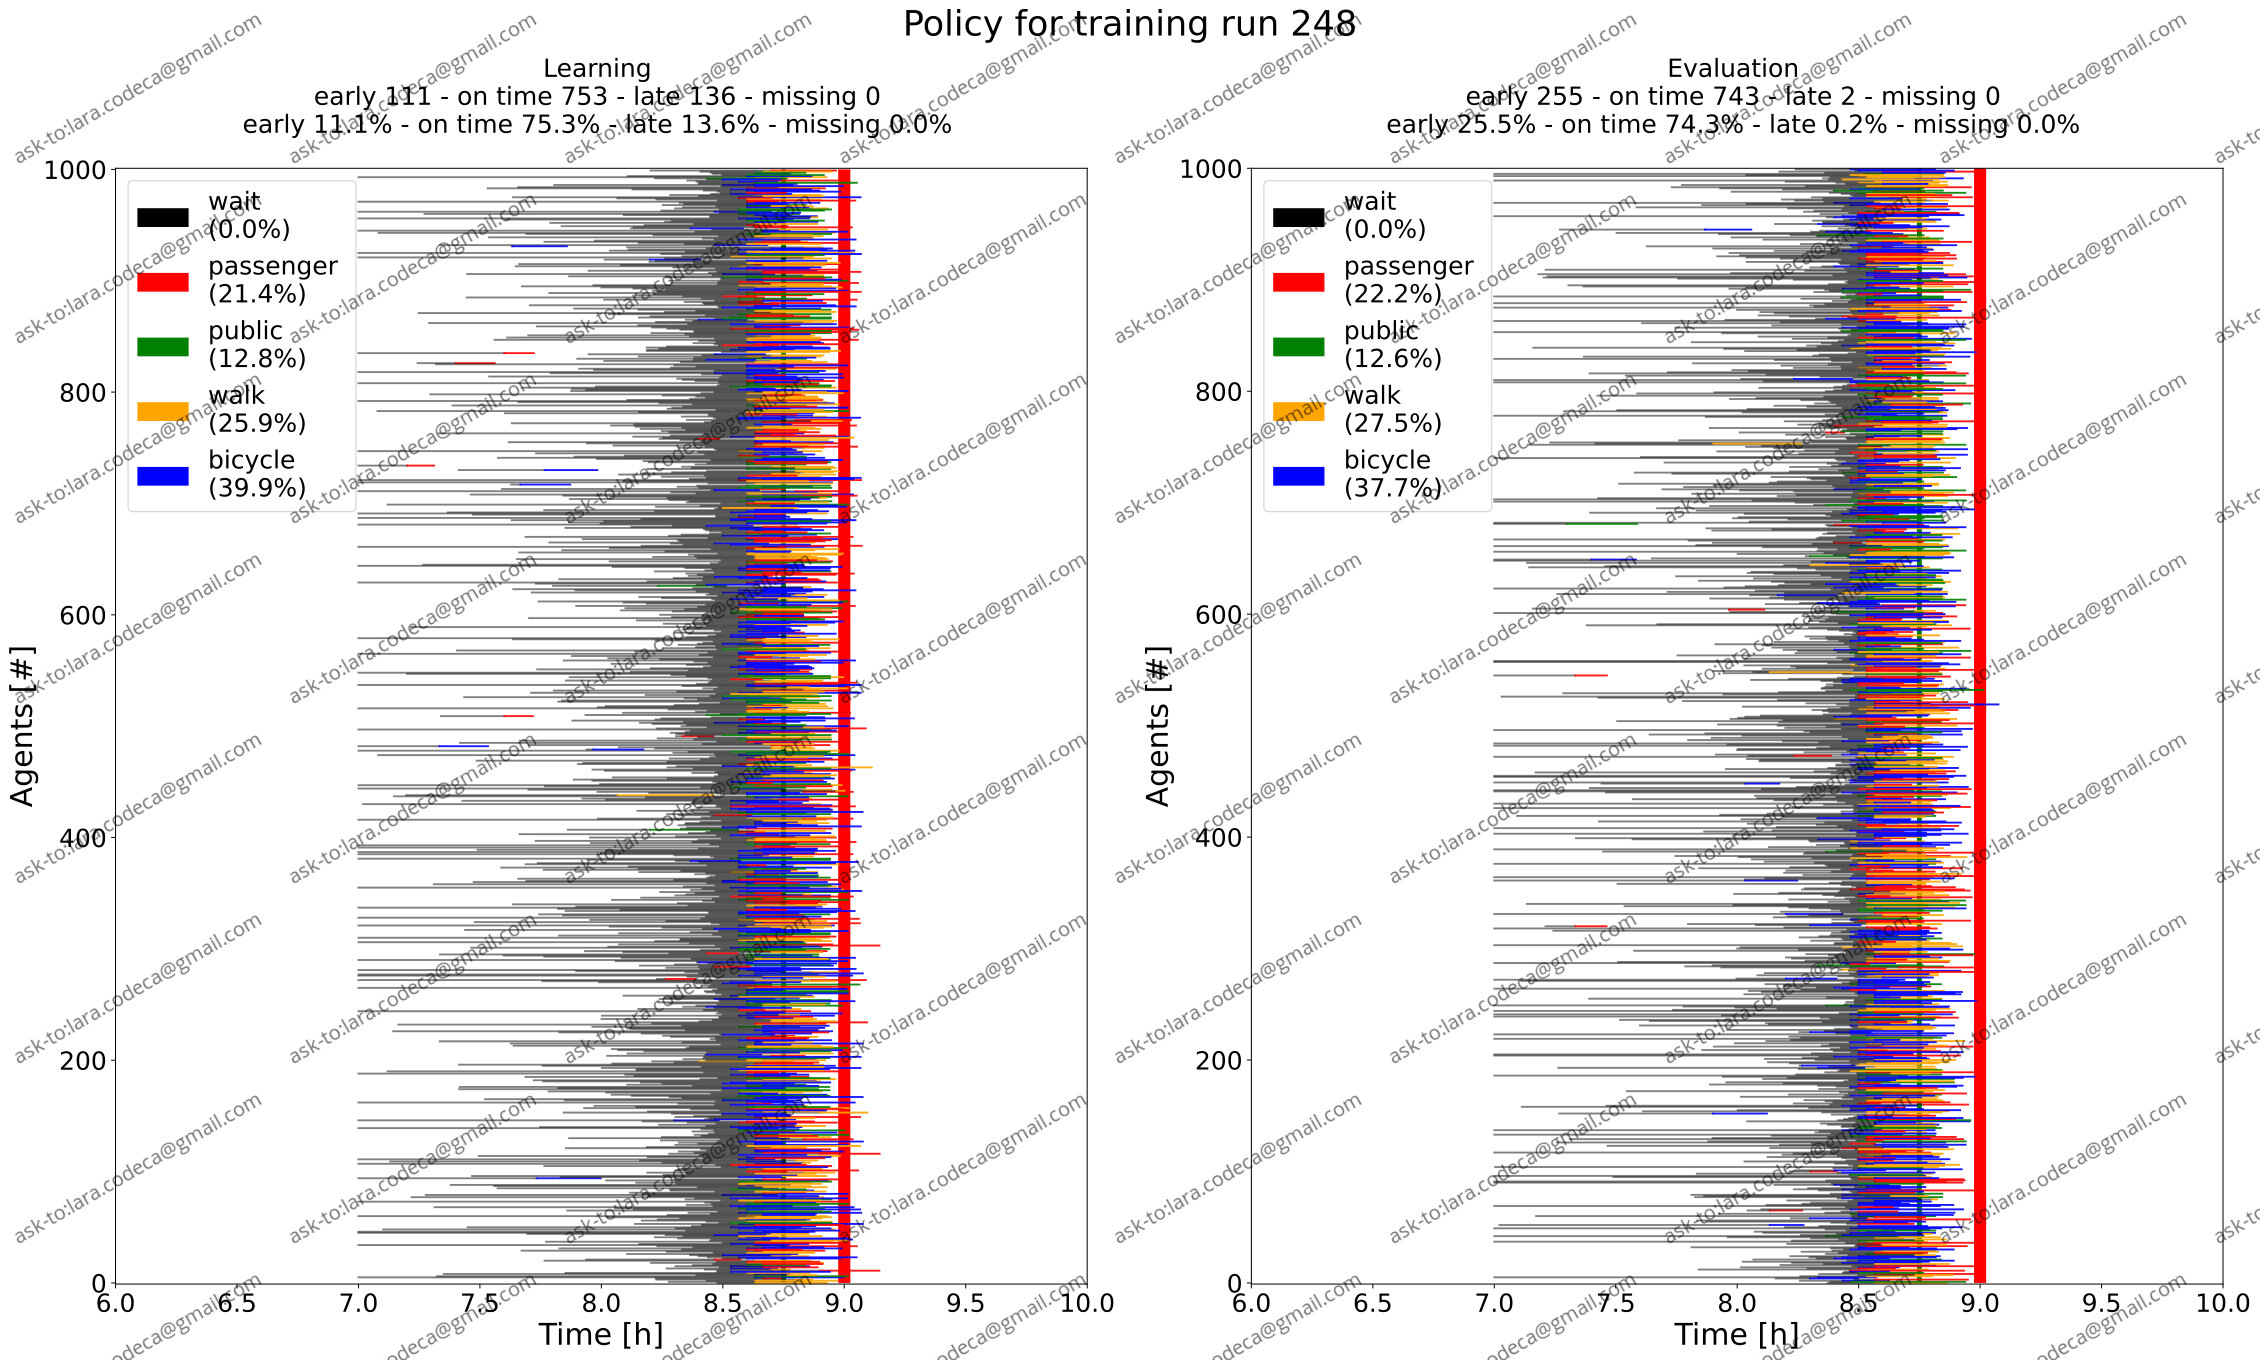 Policy for training run 248
Learning
early 111 - on time 753 - late 136 - missing 0
early 11.1% - on time 75.3% - late 13.6% - missing 0.0%
1000
800
600
400
200
0
Agents [#]
wait
(0.0%)
passenger
(21.4%)
public
(12.8%)
walk
(25.9%)
bicycle
(39.9%)
6.0 6.5 7.0 7.5 8.0 8.5 9.0 9.5 10.0
Time [h]
Evaluation
early 255 - on time 743 - late 2 - missing 0
early 25.5% - on time 74.3% - late 0.2% - missing 0.0%
1000
800
600
400
200
0
Agents [#]
wait
(0.0%)
passenger
(22.2%)
public
(12.6%)
walk
(27.5%)
bicycle
(37.7%)
6.0 6.5 7.0 7.5 8.0 8.5 9.0 9.5 10.0
Time [h]
ask-to:lara.codeca@gmail.com